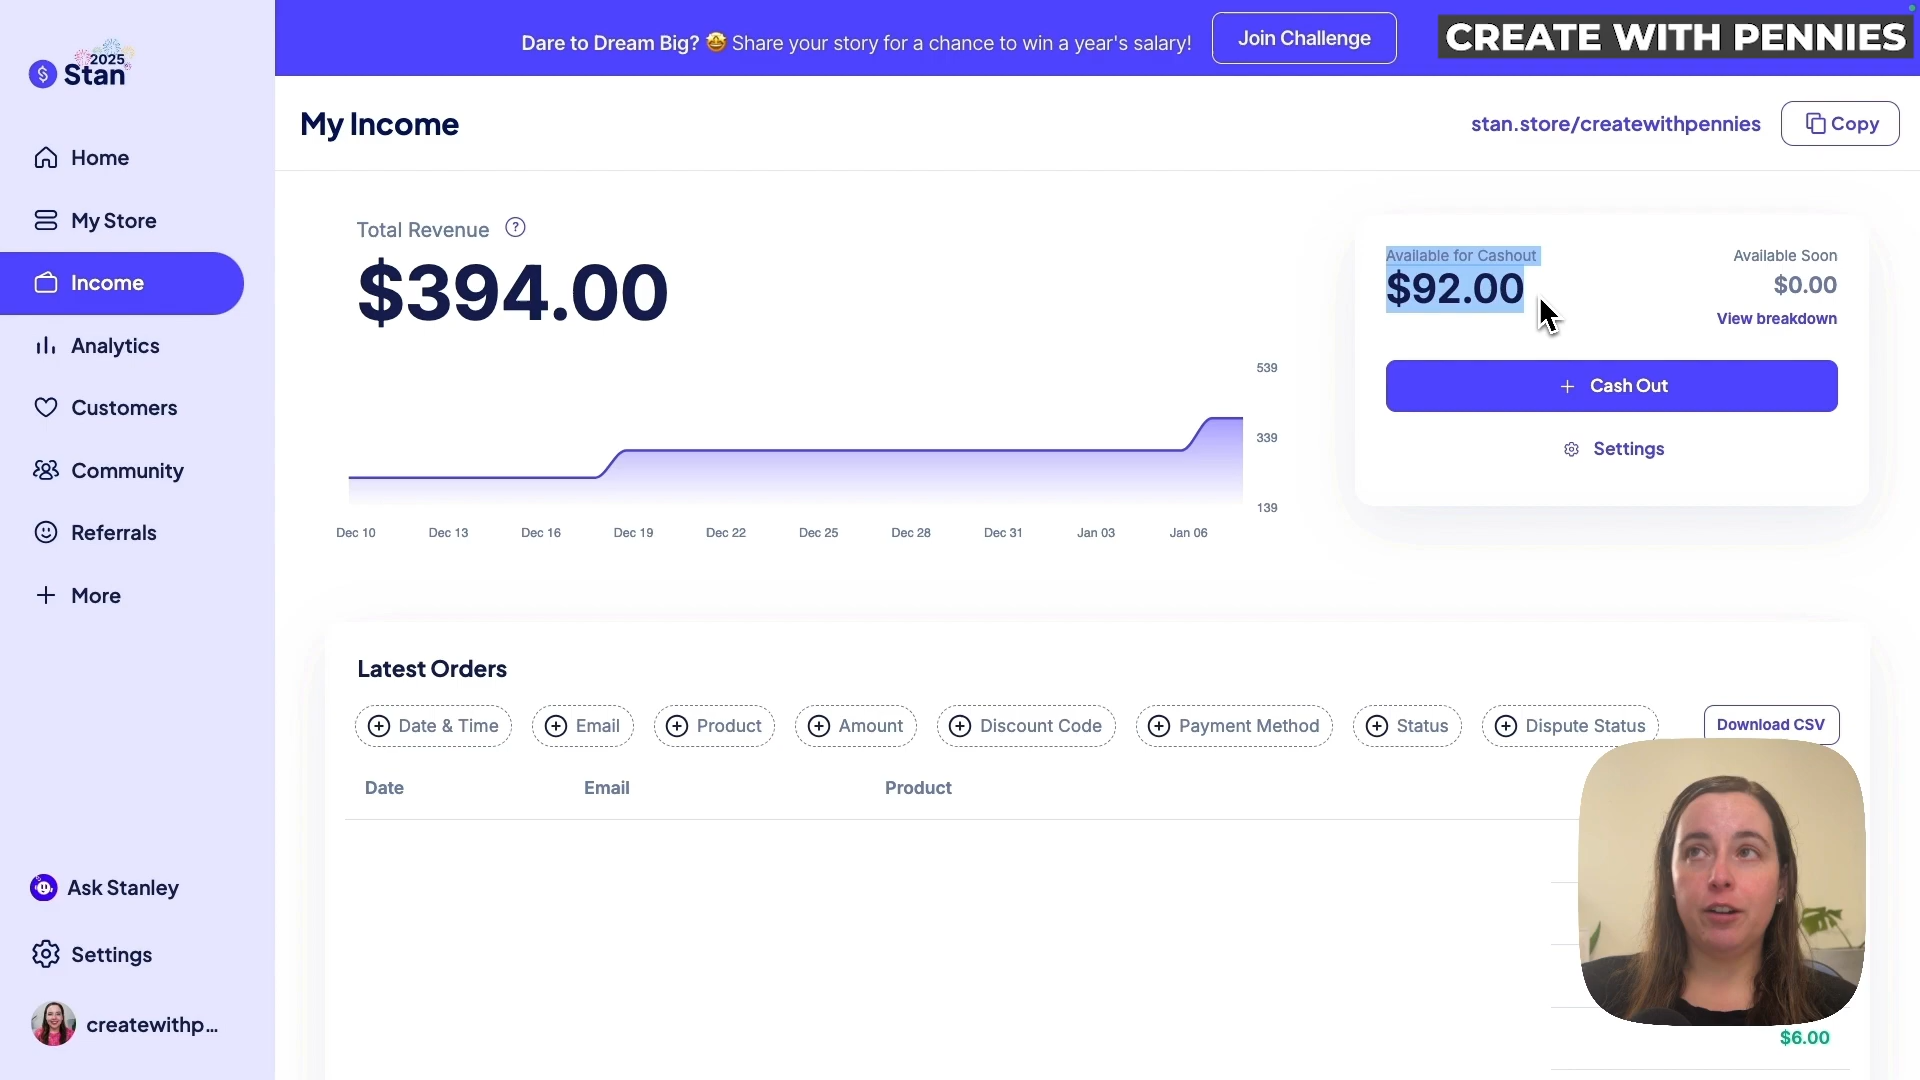 Dare to Dream Big? 🤩 Share your story for a chance to win a year's salary!
Join Challenge
CREATE WITH PENNIES
2025
$ Stan
Home
My Store
Income
Analytics
Customers
Community
Referrals
More
Ask Stanley
Settings
createwithp...
My Income
stan.store/createwithpennies
Copy
Total Revenue ?
$394.00
539
339
139
Dec 10 Dec 13 Dec 16 Dec 19 Dec 22 Dec 25 Dec 28 Dec 31 Jan 03 Jan 06
Available for Cashout
$92.00
Available Soon
$0.00
View breakdown
+ Cash Out
Settings
Latest Orders
Date & Time Email Product Amount Discount Code Payment Method Status Dispute Status
Download CSV
Date Email Product
$6.00